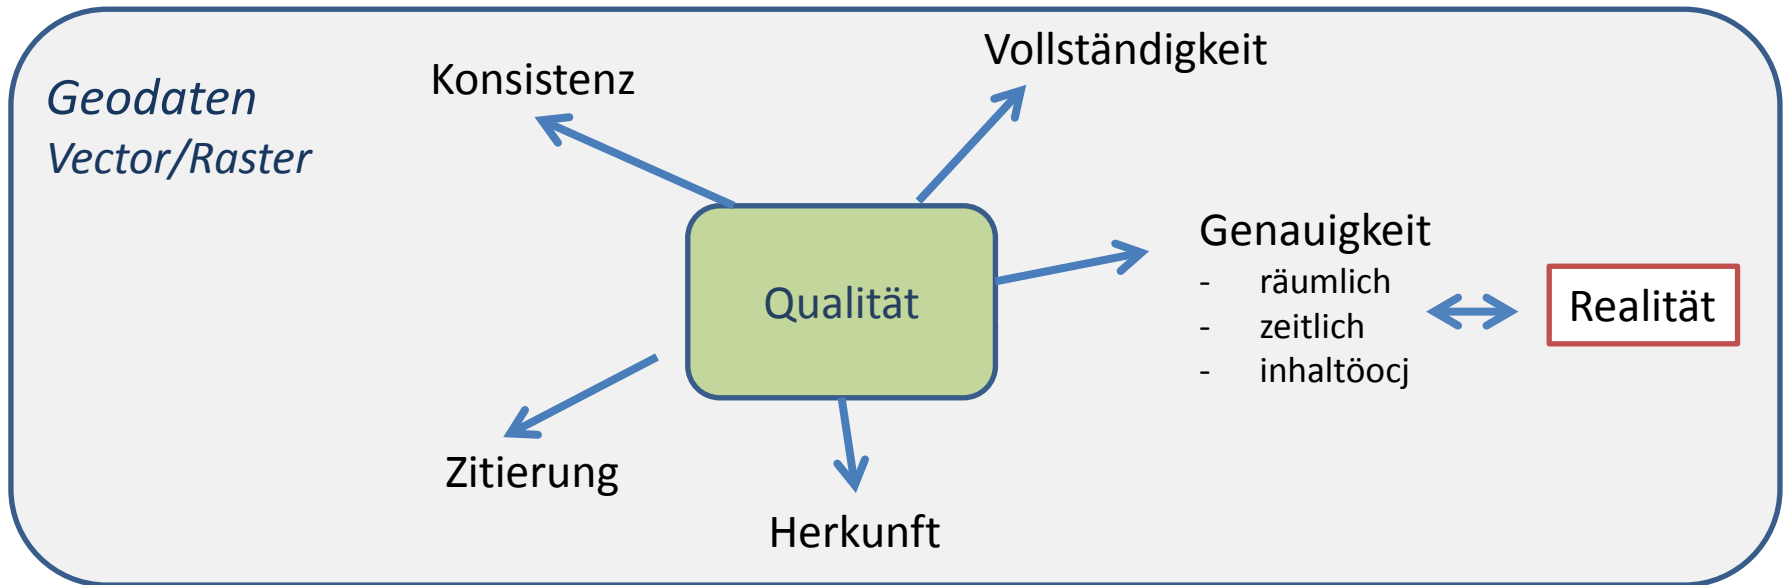 Geodaten
Vector/Raster
Konsistenz
Vollständigkeit
Qualität
Genauigkeit
- räumlich
- zeitlich
- inhaltöocj
Realität
Zitierung
Herkunft